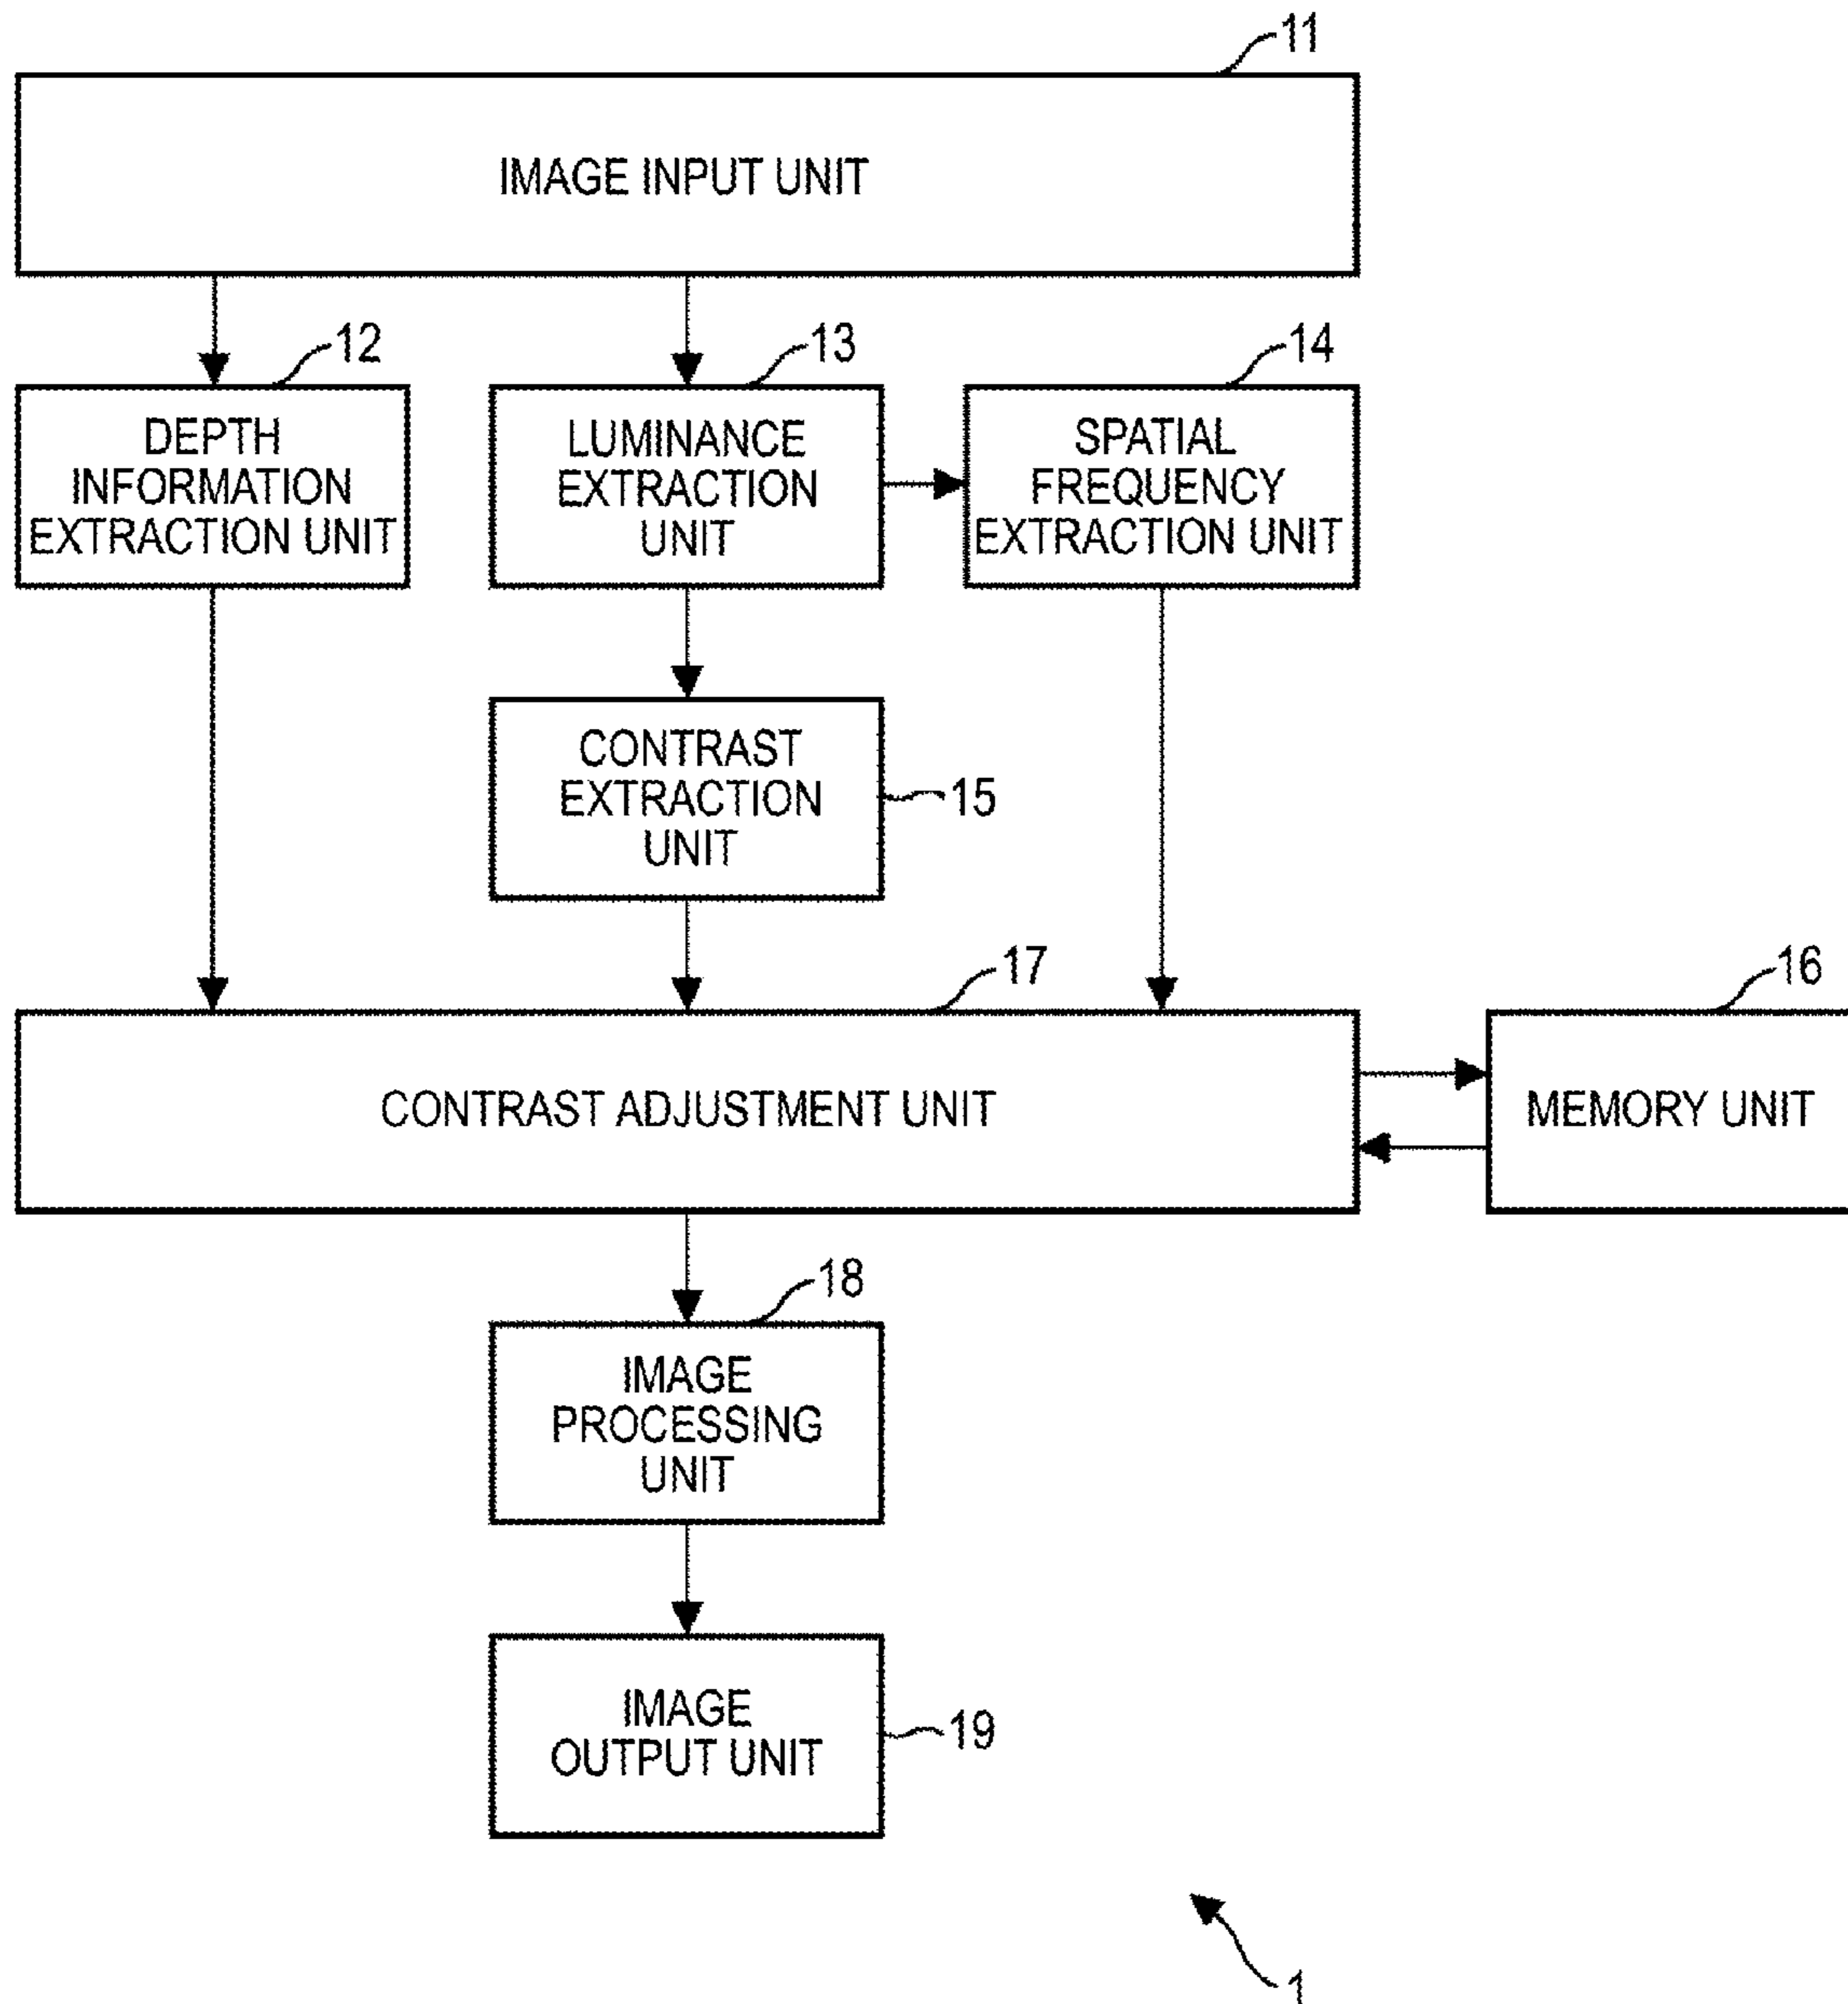 11
IMAGE INPUT UNIT
12
13
14
DEPTH
INFORMATION
EXTRACTION UNIT
LUMINANCE
EXTRACTION
UNIT
SPATIAL
FREQUENCY
EXTRACTION UNIT
CONTRAST
EXTRACTION
UNIT
15
17
16
CONTRAST ADJUSTMENT UNIT
MEMORY UNIT
18
IMAGE
PROCESSING
UNIT
IMAGE
OUTPUT UNIT
19
1